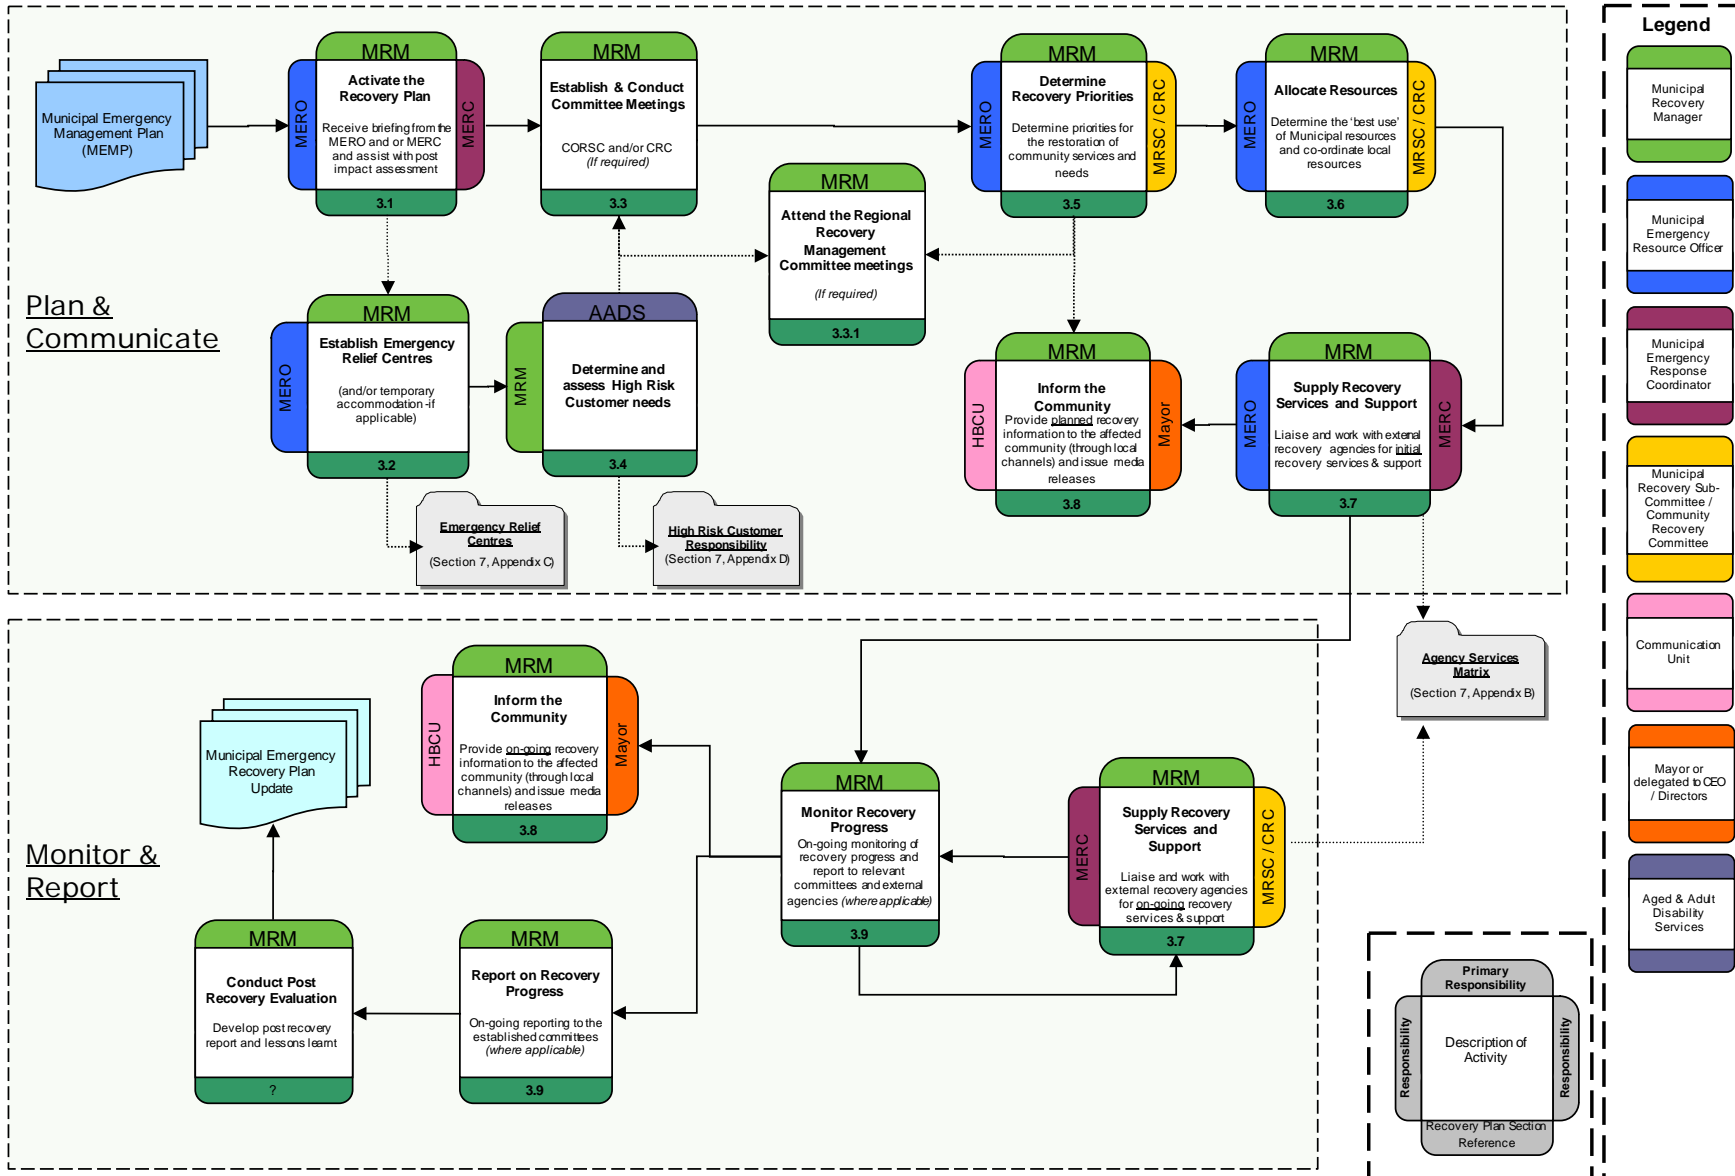 Municipal Emergency
Management Plan
(MEMP)
MRM
MERO
MERC
Activate the
Recovery Plan
Receive briefing from the
MERO and or MERC
and assist with post
impact assessment
3.1
MRM
Establish & Conduct
Committee Meetings
CORSC and/or CRC
(If required)
3.3
MRM
Attend the Regional
Recovery
Management
Committee meetings
(If required)
3.3.1
MRM
MERO
MRSC / CRC
Determine
Recovery Priorities
Determine priorities for
the restoration of
community services and
needs
3.5
MRM
MERO
MRSC / CRC
Allocate Resources
Determine the 'best use'
of Municipal resources
and co-ordinate local
resources
3.6
Plan &
Communicate
MRM
MERO
Establish Emergency
Relief Centres
(and/or temporary
accommodation -if
applicable)
3.2
AADS
MRM
Determine and
assess High Risk
Customer needs
3.4
MRM
HBCU
Mayor
Inform the
Community
Provide planned recovery
information to the affected
community (through local
channels) and issue media
releases
3.8
MRM
MERO
MERC
Supply Recovery
Services and Support
Liaise and work with external
recovery agencies for initial
recovery services & support
3.7
Emergency Relief
Centres
(Section 7, Appendix C)
High Risk Customer
Responsibility
(Section 7, Appendix D)
Agency Services
Matrix
(Section 7, Appendix B)
Monitor &
Report
Municipal Emergency
Recovery Plan
Update
MRM
HBCU
Mayor
Inform the
Community
Provide on-going recovery
information to the affected
community (through local
channels) and issue media
releases
3.8
MRM
Monitor Recovery
Progress
On-going monitoring of
recovery progress and
report to relevant
committees and external
agencies (where applicable)
3.9
MRM
MERC
MRSC / CRC
Supply Recovery
Services and
Support
Liaise and work with
external recovery agencies
for on-going recovery
services & support
3.7
MRM
Conduct Post
Recovery Evaluation
Develop post recovery
report and lessons learnt
?
MRM
Report on Recovery
Progress
On-going reporting to the
established committees
(where applicable)
3.9
Primary
Responsibility
Responsibility
Description of
Activity
Responsibility
Recovery Plan Section
Reference
Legend
Municipal
Recovery
Manager
Municipal
Emergency
Resource Officer
Municipal
Emergency
Response
Coordinator
Municipal
Recovery Sub-
Committee /
Community
Recovery
Committee
Communication
Unit
Mayor or
delegated to CEO
/ Directors
Aged & Adult
Disability
Services